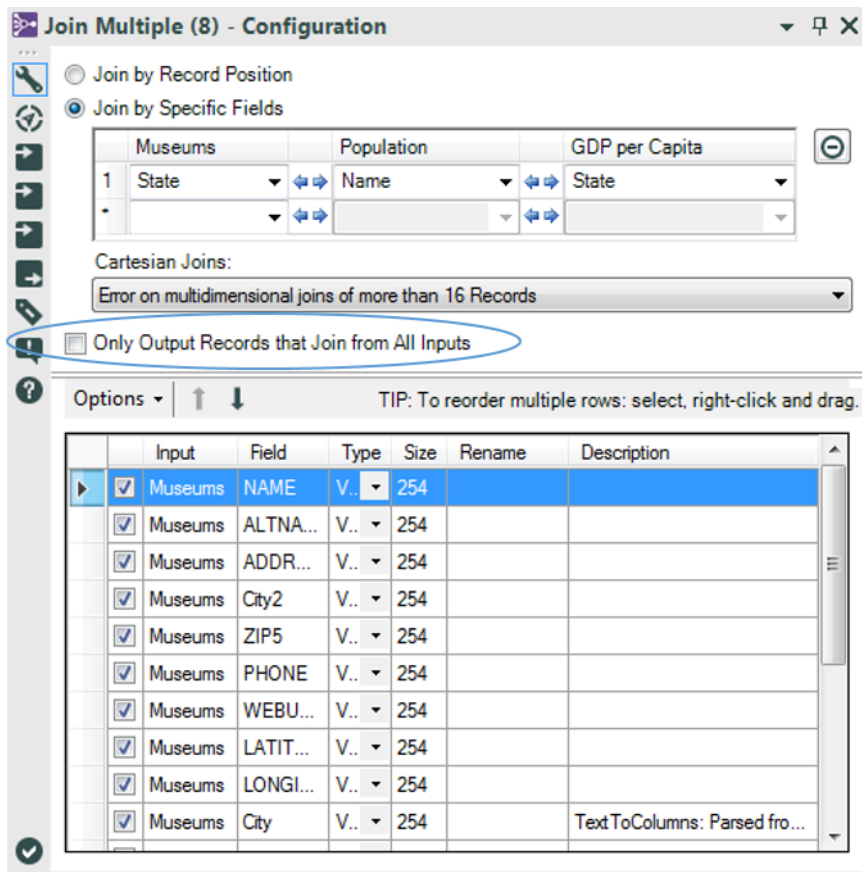 Join Multiple (8) - Configuration
Join by Record Position
Join by Specific Fields
Museums Population GDP per Capita
1 State Name State
*
Cartesian Joins:
Error on multidimensional joins of more than 16 Records
Only Output Records that Join from All Inputs
Options TIP: To reorder multiple rows: select, right-click and drag.
Input Field Type Size Rename Description
Museums NAME V... 254
Museums ALTNA... V... 254
Museums ADDR... V... 254
Museums City2 V... 254
Museums ZIP5 V... 254
Museums PHONE V... 254
Museums WEBU... V... 254
Museums LATIT... V... 254
Museums LONGI... V... 254
Museums City V... 254 TextToColumns: Parsed fro...